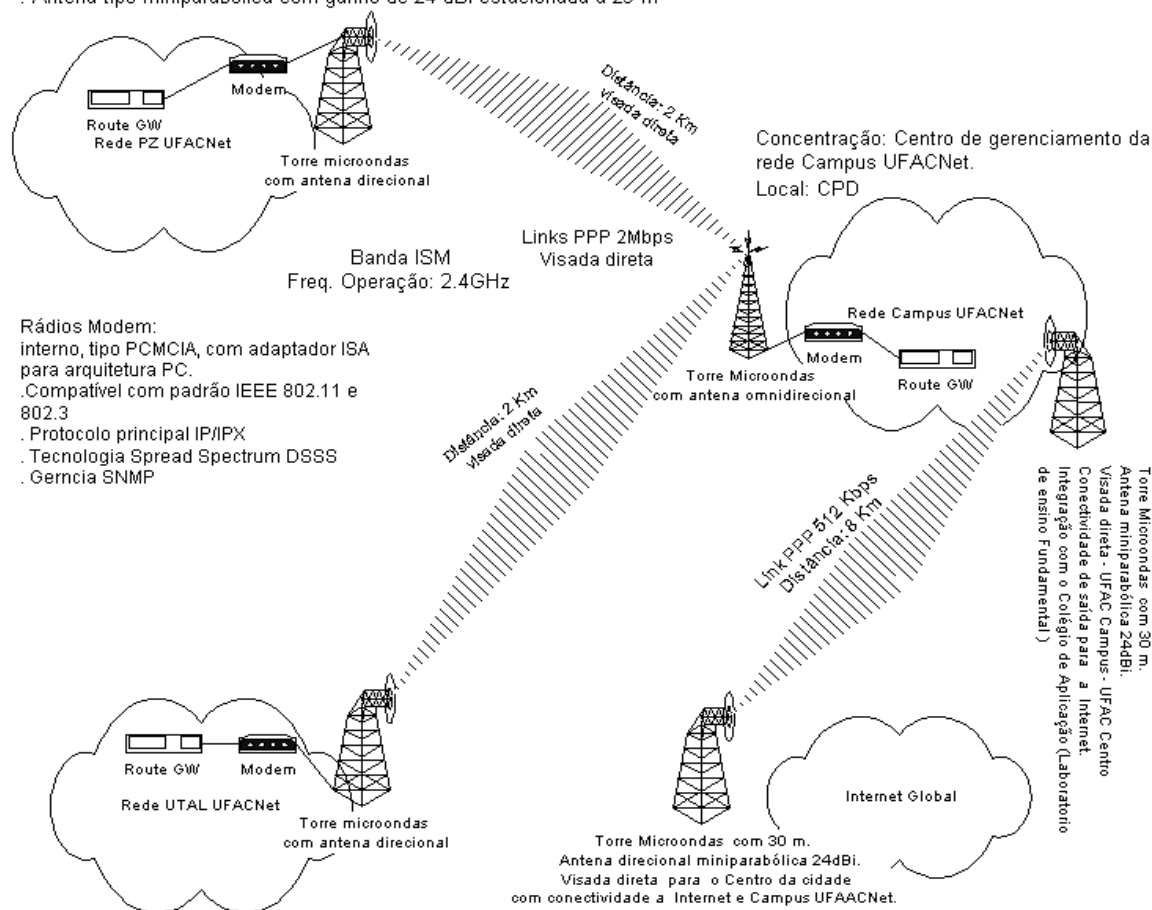 . Antena tipo miniparabólica com ganho de 24 dBi estacionada a 25 m
Modem
Route GW
Rede PZ UFACNet
Torre microondas
com antena direcional
Distância: 2 Km
visada direta
Concentração: Centro de gerenciamento da
rede Campus UFACNet.
Local: CPD
Links PPP 2Mbps
Visada direta
Banda ISM
Freq. Operação: 2.4GHz
Rede Campus UFACNet
Modem
Route GW
Torre Microondas
com antena omnidirecional
Rádios Modem:
interno, tipo PCMCIA, com adaptador ISA
para arquitetura PC.
.Compatível com padrão IEEE 802.11 e
802.3
. Protocolo principal IP/IPX
. Tecnologia Spread Spectrum DSSS
. Gerncia SNMP
Distância: 2 Km
visada direta
Link PPP 512 Kbps
Distância: 8 Km
Torre Microondas com 30 m.
Antena miniparabólica 24dBi.
Visada direta - UFAC Campus - UFAC Centro
Conectividade de saída para a Internet.
Integração com o Colégio de Aplicação (Laboratorio
de ensino Fundamental )
Route GW
Modem
Rede UTAL UFACNet
Torre microondas
com antena direcional
Internet Global
Torre Microondas com 30 m.
Antena direcional miniparabólica 24dBi.
Visada direta para o Centro da cidade
com conectividade a Internet e Campus UFAACNet.